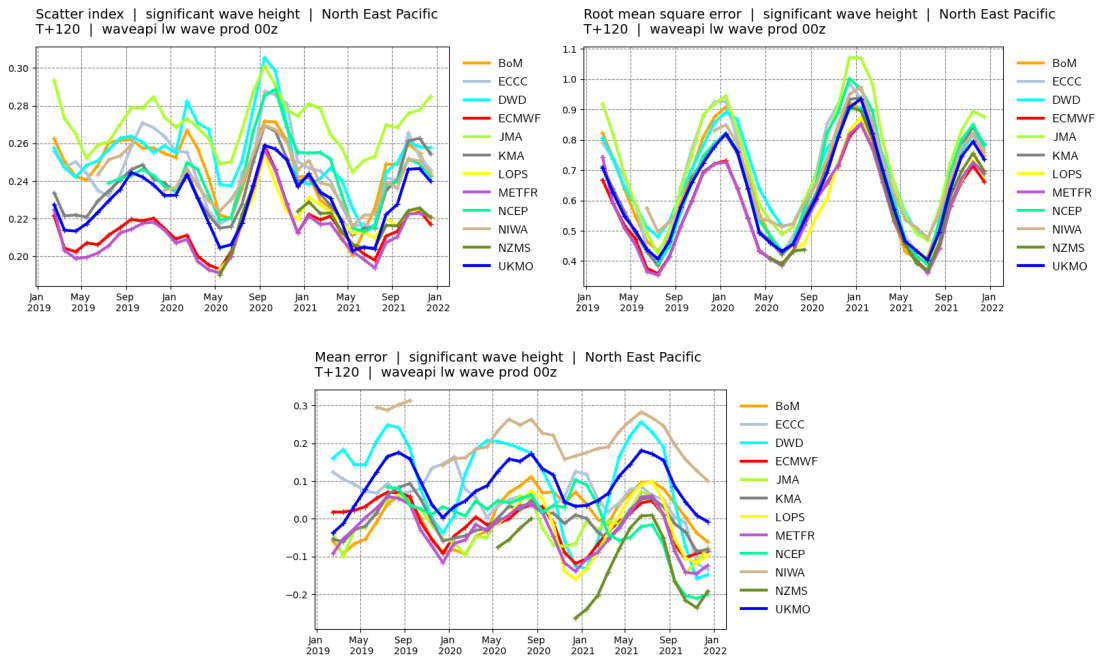 Scatter index | significant wave height | North East Pacific
T+120 | waveapi lw wave prod 00z
0.30
0.28
0.26
0.24
0.22
0.20
Jan 2019
May 2019
Sep 2019
Jan 2020
May 2020
Sep 2020
Jan 2021
May 2021
Sep 2021
Jan 2022
BoM
ECCC
DWD
ECMWF
JMA
KMA
LOPS
METFR
NCEP
NIWA
NZMS
UKMO
Root mean square error | significant wave height | North East Pacific
T+120 | waveapi lw wave prod 00z
1.1
1.0
0.9
0.8
0.7
0.6
0.5
0.4
Jan 2019
May 2019
Sep 2019
Jan 2020
May 2020
Sep 2020
Jan 2021
May 2021
Sep 2021
Jan 2022
BoM
ECCC
DWD
ECMWF
JMA
KMA
LOPS
METFR
NCEP
NIWA
NZMS
UKMO
Mean error | significant wave height | North East Pacific
T+120 | waveapi lw wave prod 00z
0.3
0.2
0.1
0.0
−0.1
−0.2
Jan 2019
May 2019
Sep 2019
Jan 2020
May 2020
Sep 2020
Jan 2021
May 2021
Sep 2021
Jan 2022
BoM
ECCC
DWD
ECMWF
JMA
KMA
LOPS
METFR
NCEP
NIWA
NZMS
UKMO